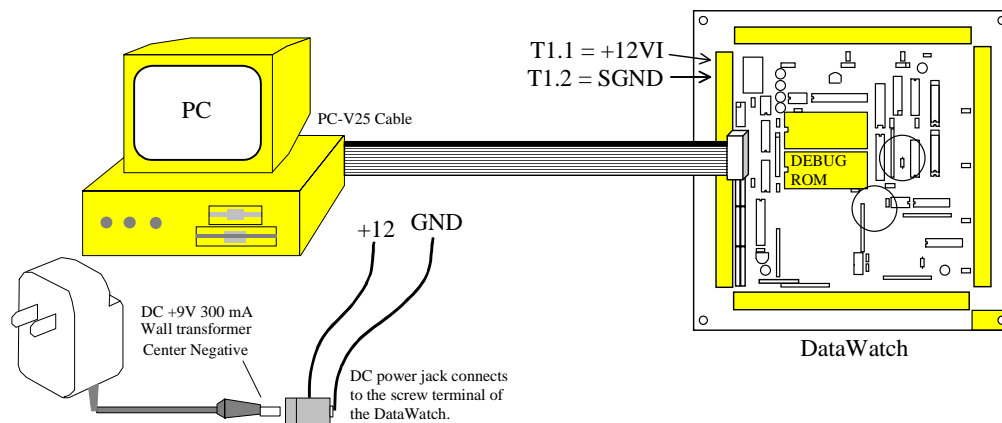 T1.1 = +12VI
T1.2 = SGND
PC
PC-V25 Cable
DEBUG
ROM
+12
GND
DC +9V 300 mA
Wall transformer
Center Negative
DataWatch
DC power jack connects
to the screw terminal of
the DataWatch.